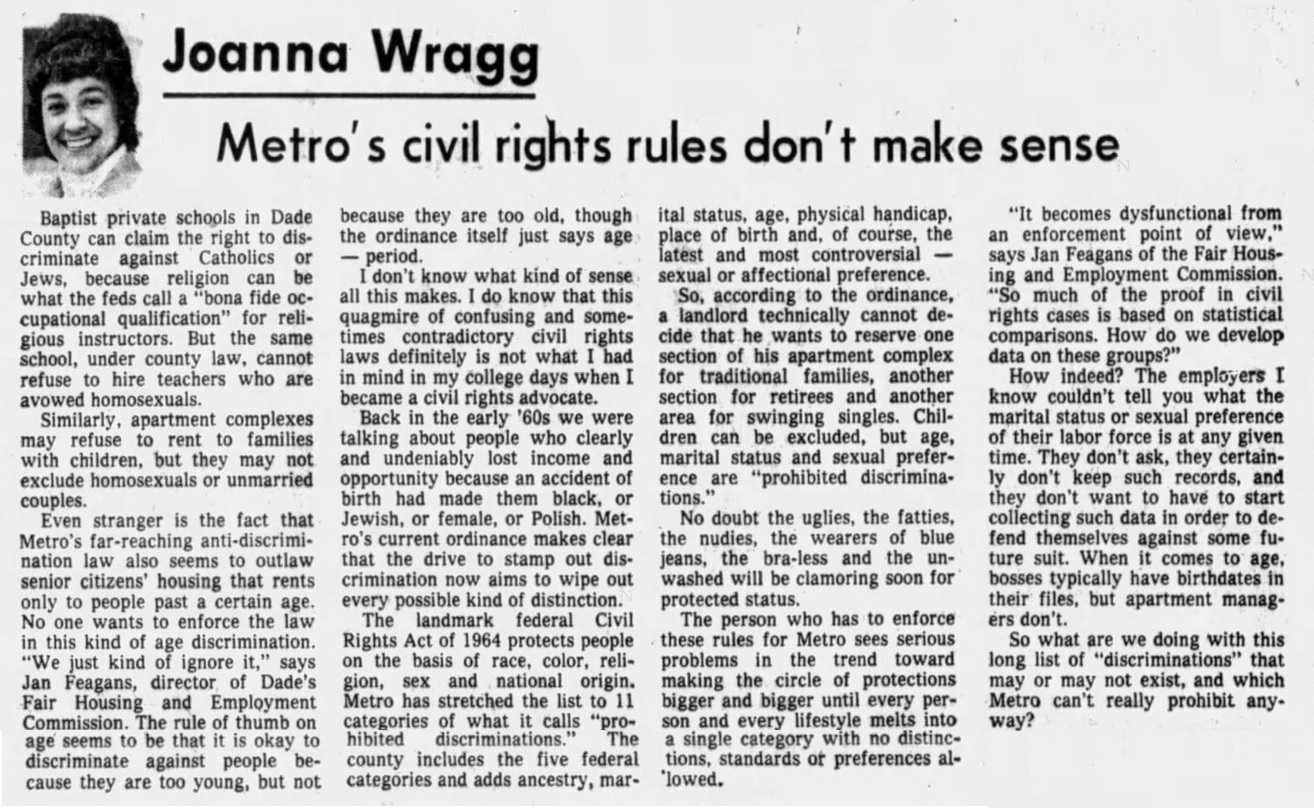 Joanna Wragg
Metro's civil rights rules don't make sense
Baptist private schools in Dade
County can claim the right to dis-
criminate against Catholics or
Jews, because religion can be
what the feds call a "bona fide oc-
cupational qualification" for reli-
gious instructors. But the same
school, under county law, cannot
refuse to hire teachers who are
avowed homosexuals.
Similarly, apartment complexes
may refuse to rent to families
with children, but they may not
exclude homosexuals or unmarried
couples.
Even stranger is the fact that
Metro's far-reaching anti-discrimi-
nation law also seems to outlaw
senior citizens' housing that rents
only to people past a certain age.
No one wants to enforce the law
in this kind of age discrimination.
"We just kind of ignore it," says
Jan Feagans, director of Dade's
Fair Housing and Employment
Commission. The rule of thumb on
age seems to be that it is okay to
discriminate against people be-
cause they are too young, but not
because they are too old, though
the ordinance itself just says age
— period.
I don't know what kind of sense
all this makes. I do know that this
quagmire of confusing and some-
times contradictory civil rights
laws definitely is not what I had
in mind in my college days when I
became a civil rights advocate.
Back in the early '60s we were
talking about people who clearly
and undeniably lost income and
opportunity because an accident of
birth had made them black, or
Jewish, or female, or Polish. Met-
ro's current ordinance makes clear
that the drive to stamp out dis-
crimination now aims to wipe out
every possible kind of distinction.
The landmark federal Civil
Rights Act of 1964 protects people
on the basis of race, color, reli-
gion, sex and national origin.
Metro has stretched the list to 11
categories of what it calls "pro-
hibited discriminations." The
county includes the five federal
categories and adds ancestry, mar-
ital status, age, physical handicap,
place of birth and, of course, the
latest and most controversial —
sexual or affectional preference.
So, according to the ordinance,
a landlord technically cannot de-
cide that he wants to reserve one
section of his apartment complex
for traditional families, another
section for retirees and another
area for swinging singles. Chil-
dren can be excluded, but age,
marital status and sexual prefer-
ence are "prohibited discrimina-
tions."
No doubt the uglies, the fatties,
the nudies, the wearers of blue
jeans, the bra-less and the un-
washed will be clamoring soon for
protected status.
The person who has to enforce
these rules for Metro sees serious
problems in the trend toward
making the circle of protections
bigger and bigger until every per-
son and every lifestyle melts into
a single category with no distinc-
tions, standards or preferences al-
lowed.
"It becomes dysfunctional from
an enforcement point of view,"
says Jan Feagans of the Fair Hous-
ing and Employment Commission.
"So much of the proof in civil
rights cases is based on statistical
comparisons. How do we develop
data on these groups?"
How indeed? The employers I
know couldn't tell you what the
marital status or sexual preference
of their labor force is at any given
time. They don't ask, they certain-
ly don't keep such records, and
they don't want to have to start
collecting such data in order to de-
fend themselves against some fu-
ture suit. When it comes to age,
bosses typically have birthdates in
their files, but apartment manag-
ers don't.
So what are we doing with this
long list of "discriminations" that
may or may not exist, and which
Metro can't really prohibit any-
way?